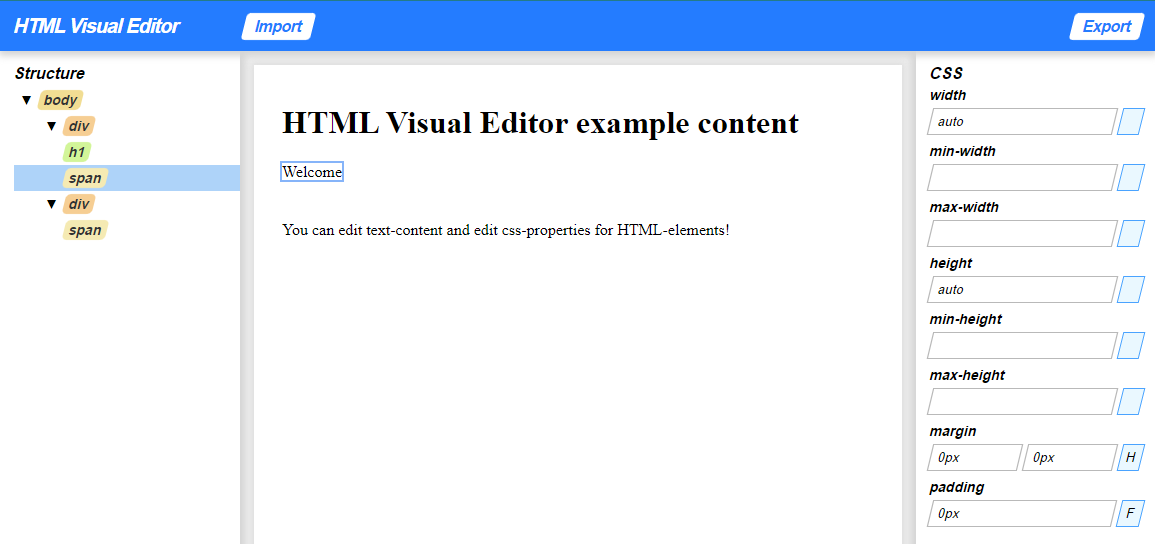 HTML Visual Editor
Import
Export
Structure
▼ body
▼ div
h1
span
▼ div
span
HTML Visual Editor example content
Welcome
You can edit text-content and edit css-properties for HTML-elements!
CSS
width
auto
min-width
max-width
height
auto
min-height
max-height
margin
0px 0px H
padding
0px F